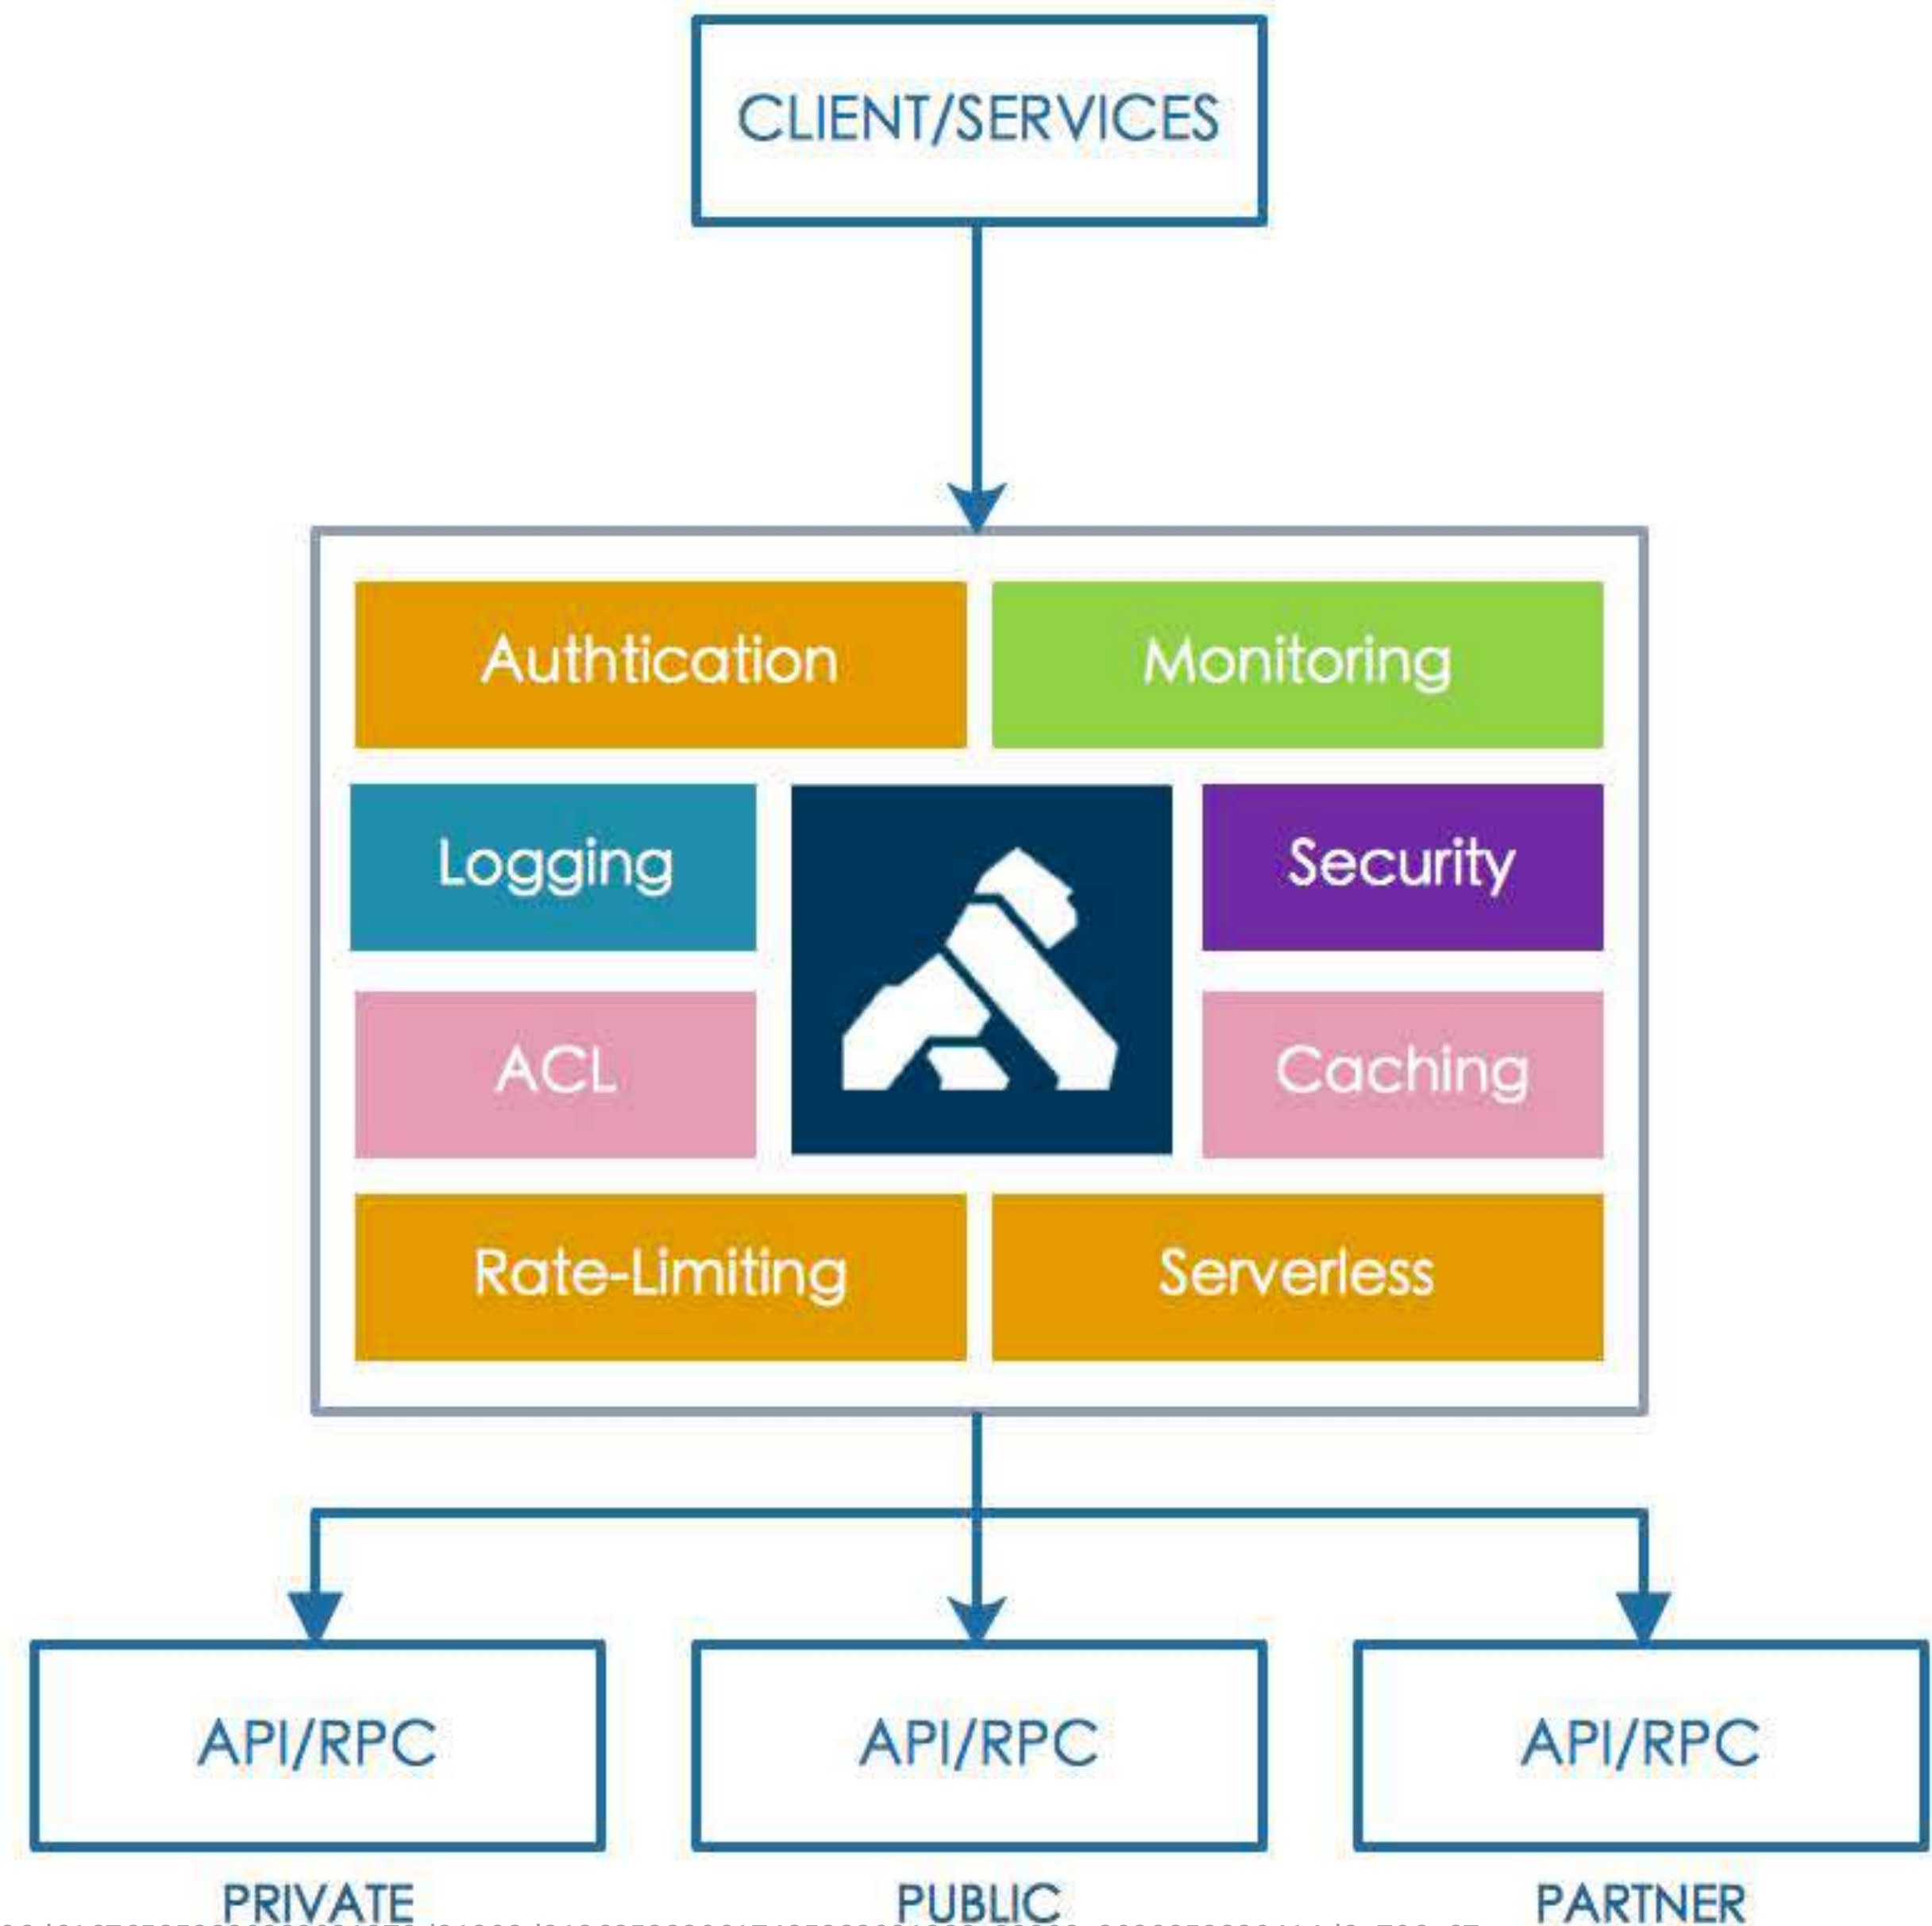 CLIENT/SERVICES
Authtication
Monitoring
Logging
Security
ACL
Caching
Rate-Limiting
Serverless
API/RPC
API/RPC
API/RPC
PRIVATE
PUBLIC
PARTNER